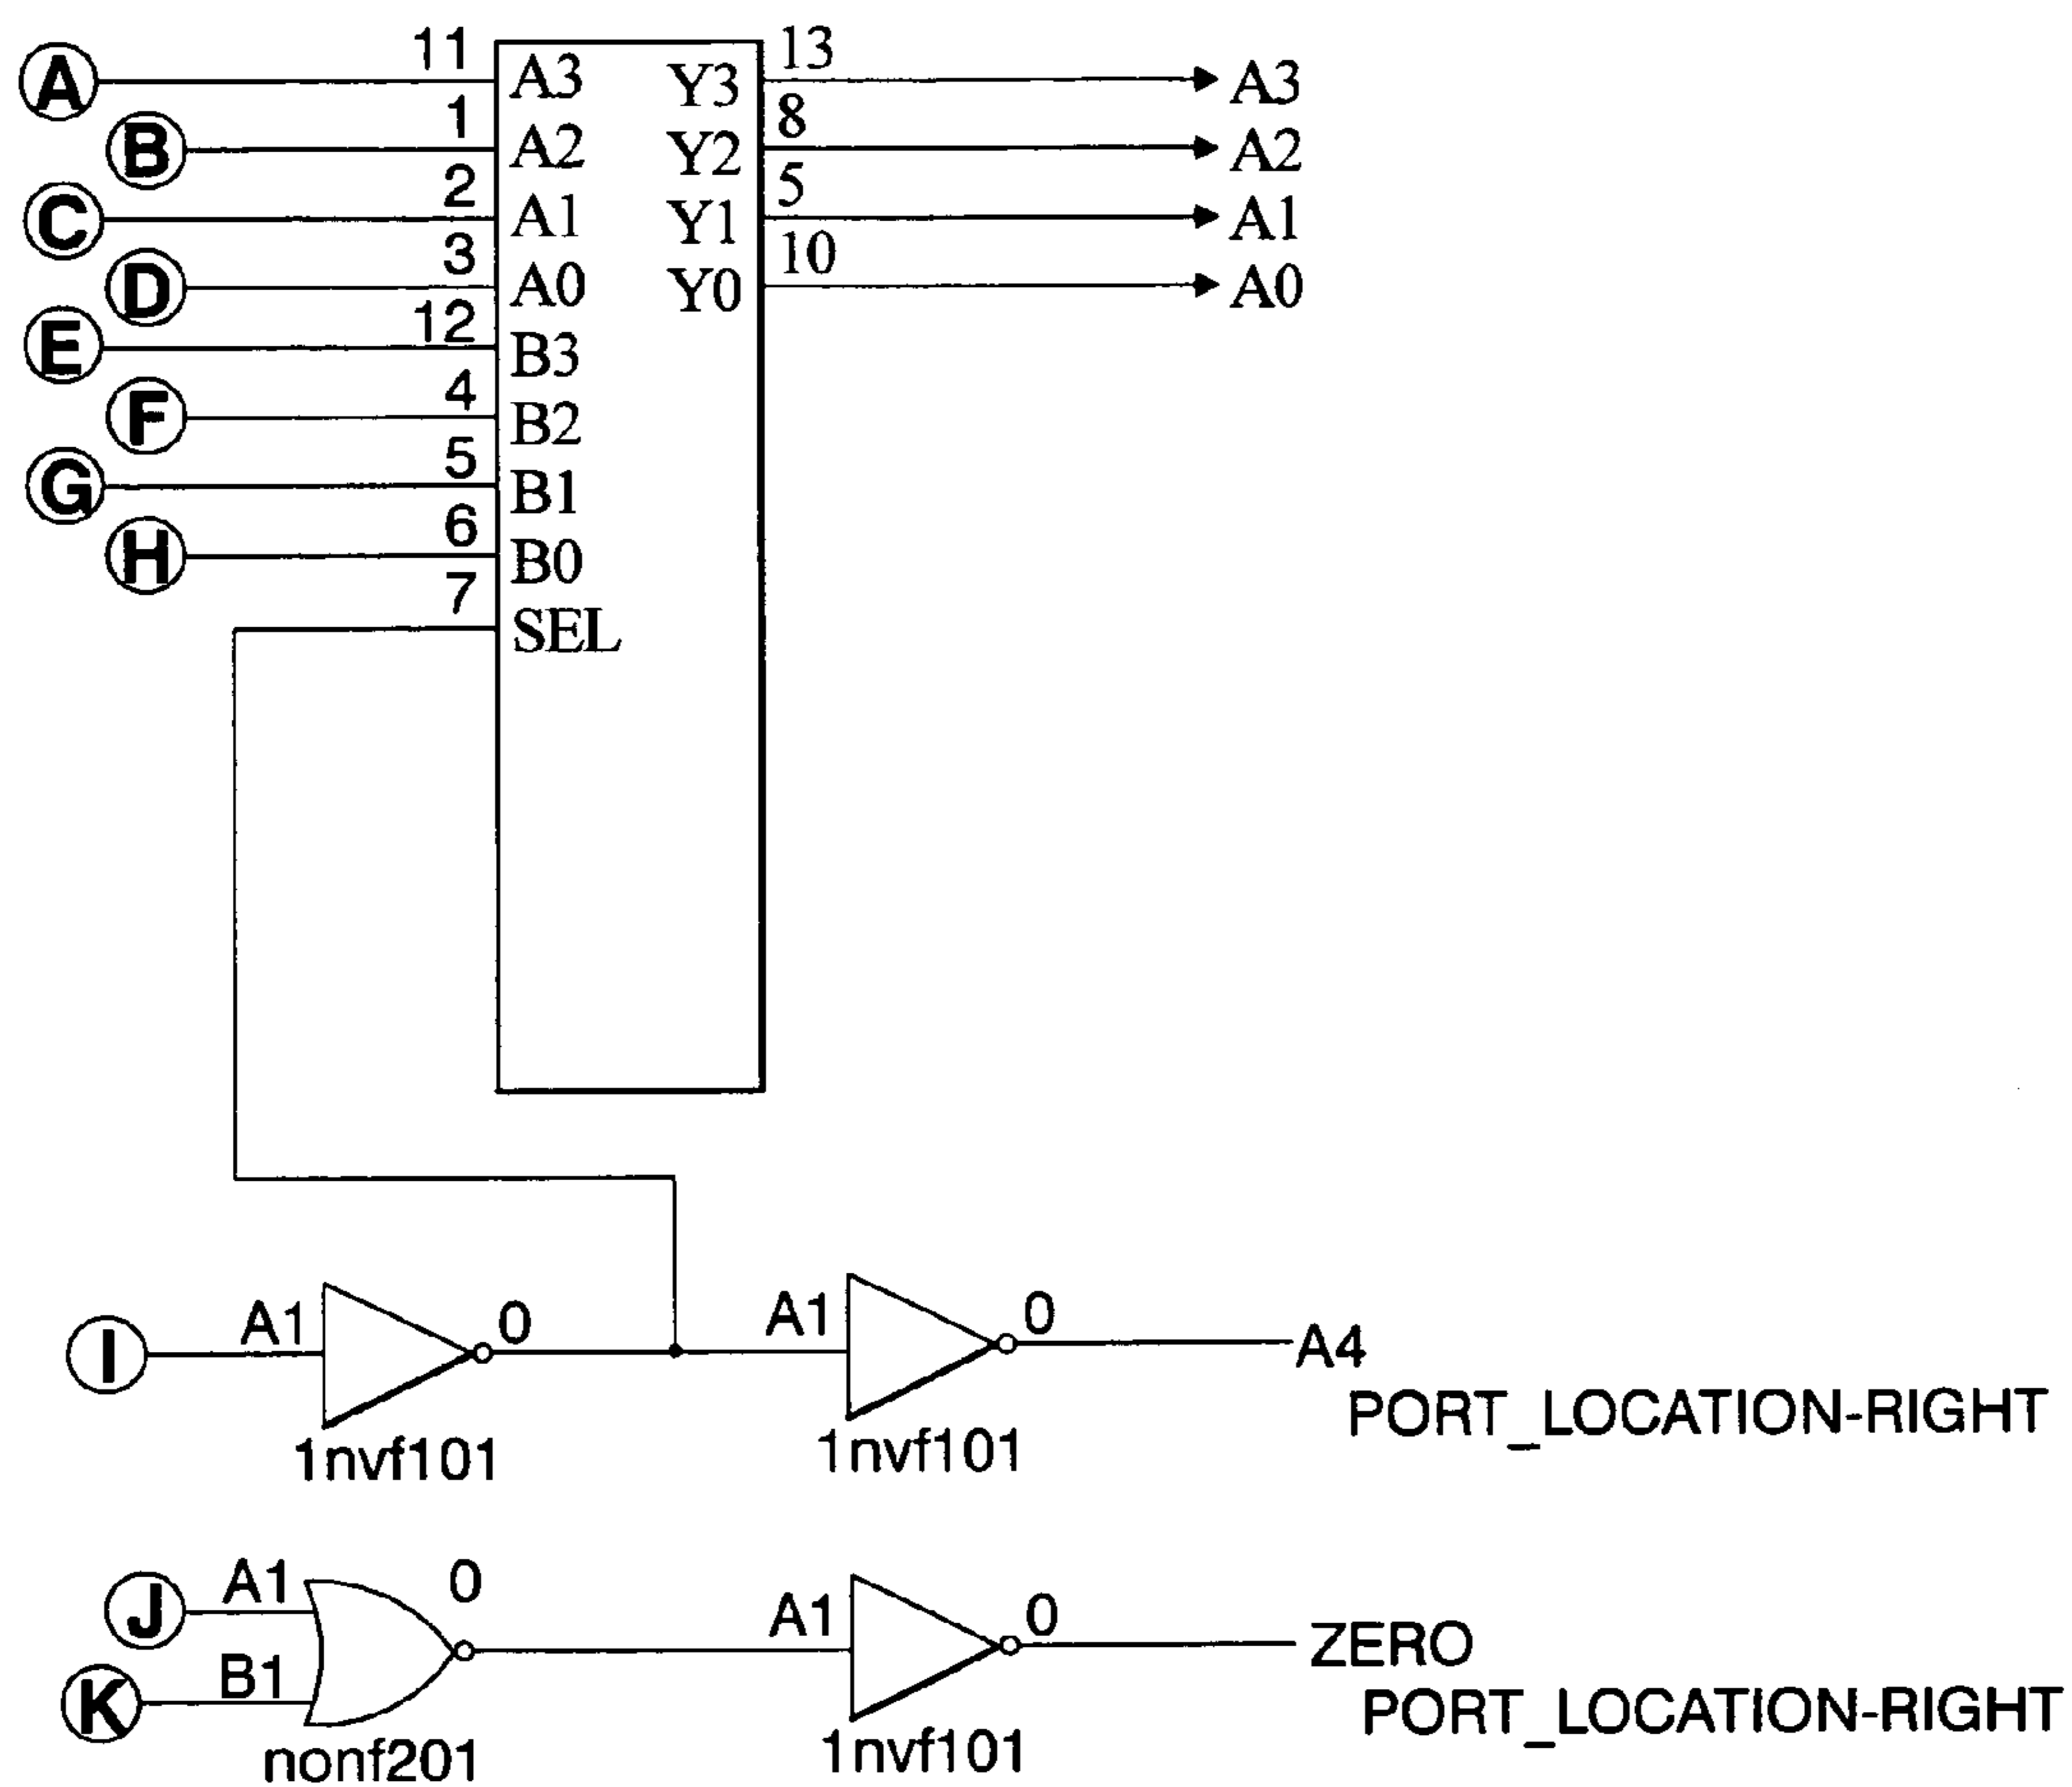 A 11 A3 Y3 13 A3
B 1 A2 Y2 8 A2
C 2 A1 Y1 5 A1
D 3 A0 Y0 10 A0
E 12 B3
F 4 B2
G 5 B1
H 6 B0
7 SEL
I A1 0 A1 0 A4
PORT_LOCATION-RIGHT
1nvf101 1nvf101
J A1 0 A1 0 ZERO
K B1 PORT_LOCATION-RIGHT
nonf201 1nvf101